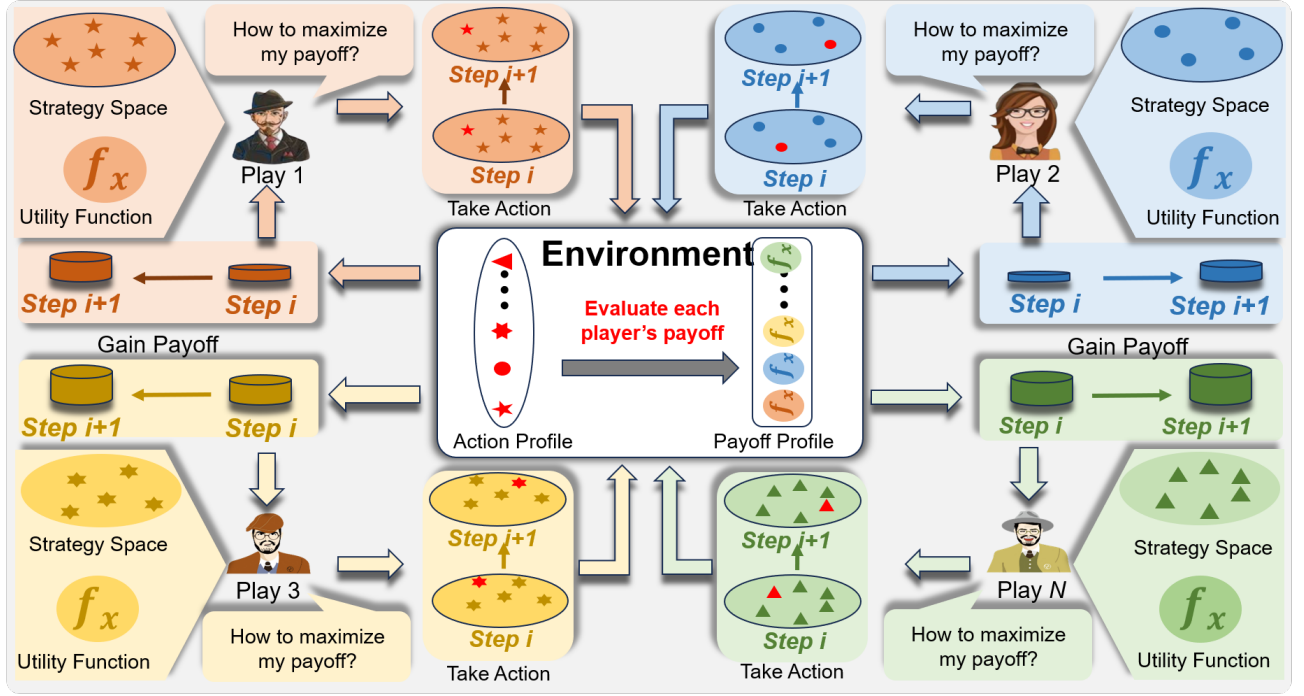 How to maximize
my payoff?
Strategy Space
f x
Utility Function
Play 1
Step i+1
Step i
Take Action
Step i+1
Step i
Take Action
How to maximize
my payoff?
Play 2
Strategy Space
f x
Utility Function
Step i+1
Step i
Gain Payoff
Step i+1
Step i
Environment
Evaluate each
player's payoff
Action Profile
f x
f x
f x
f x
Payoff Profile
Step i
Step i+1
Gain Payoff
Step i
Step i+1
Strategy Space
f x
Utility Function
Play 3
How to maximize
my payoff?
Step i+1
Step i
Take Action
Step i+1
Step i
Take Action
Play N
How to maximize
my payoff?
Strategy Space
f x
Utility Function